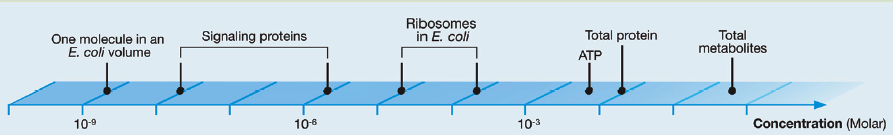 One molecule in an
E. coli volume
Signaling proteins
Ribosomes
in E. coli
ATP
Total protein
Total
metabolites
10-9
10-6
10-3
Concentration (Molar)